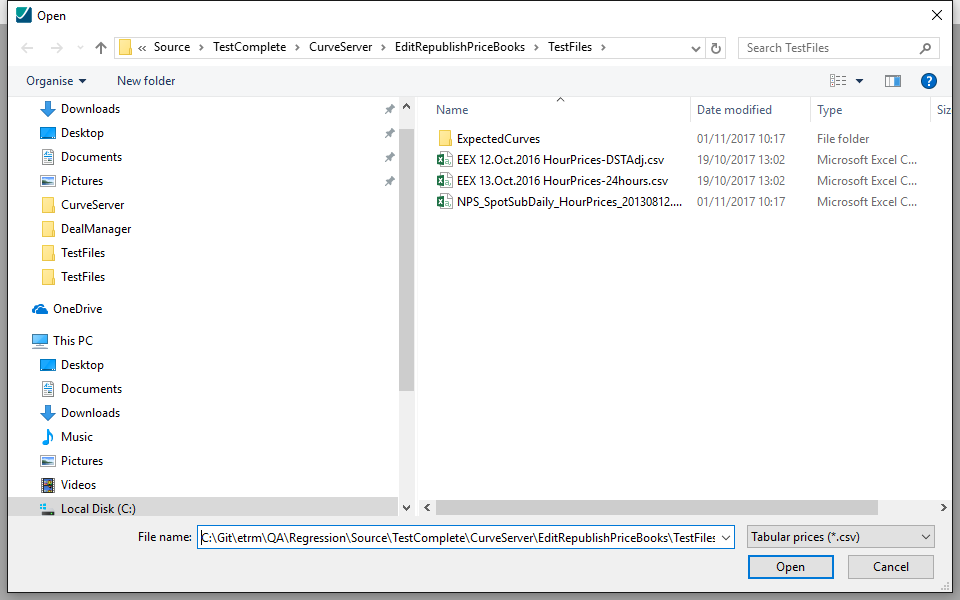 Open
« Source > TestComplete > CurveServer > EditRepublishPriceBooks > TestFiles >
Search TestFiles
Organise New folder ?
Downloads
Desktop
Documents
Pictures
CurveServer
DealManager
TestFiles
TestFiles
OneDrive
This PC
Desktop
Documents
Downloads
Music
Pictures
Videos
Local Disk (C:)
Name Date modified Type Siz
ExpectedCurves 01/11/2017 10:17 File folder
EEX 12.Oct.2016 HourPrices-DSTAdj.csv 19/10/2017 13:02 Microsoft Excel C...
EEX 13.Oct.2016 HourPrices-24hours.csv 19/10/2017 13:02 Microsoft Excel C...
NPS_SpotSubDaily_HourPrices_20130812.... 01/11/2017 10:17 Microsoft Excel C...
File name: C:\Git\etrm\QA\Regression\Source\TestComplete\CurveServer\EditRepublishPriceBooks\TestFiles Tabular prices (*.csv)
Open Cancel